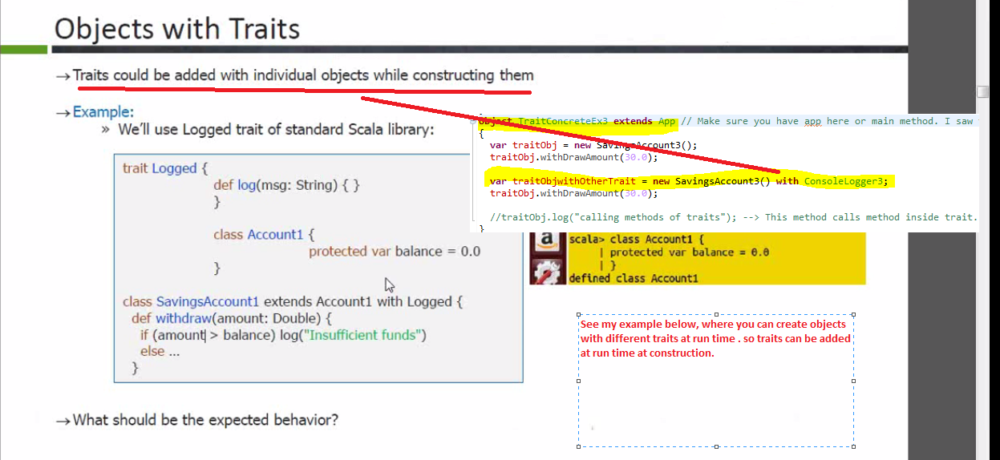 Objects with Traits
→Traits could be added with individual objects while constructing them
→Example:
» We'll use Logged trait of standard Scala library:
trait Logged {
def log(msg: String) { }
}
class Account1 {
protected var balance = 0.0
}
class SavingsAccount1 extends Account1 with Logged {
def withdraw(amount: Double) {
if (amount > balance) log("Insufficient funds")
else ...
}
object TraitConcreteEx3 extends App // Make sure you have app here or main method. I saw
{
var traitObj = new SavingsAccount3();
traitObj.withDrawAmount(30.0);
var traitObjwithOtherTrait = new SavingsAccount3() with ConsoleLogger3;
traitObj.withDrawAmount(30.0);
//traitObj.log("calling methods of traits"); --> This method calls method inside trait.
}
a
scala> class Account1 {
| protected var balance = 0.0
| }
defined class Account1
See my example below, where you can create objects
with different traits at run time . so traits can be added
at run time at construction.
→What should be the expected behavior?